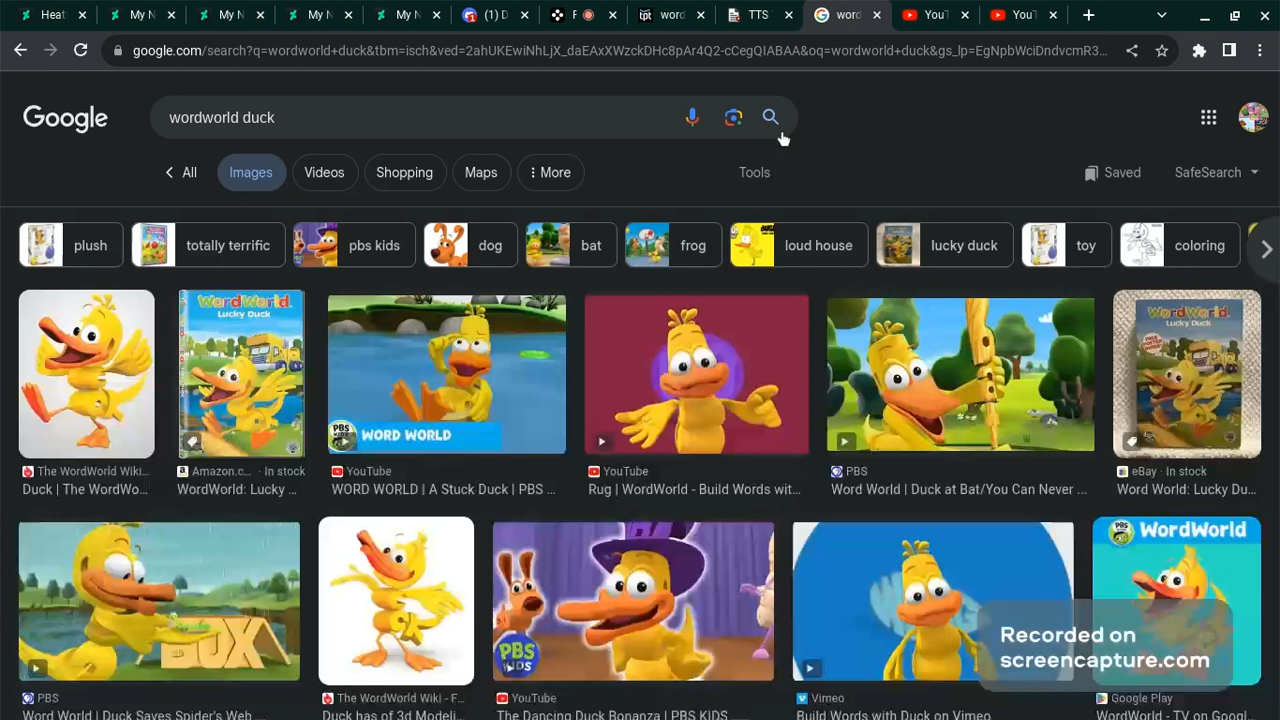 Heat
My N
My N
My N
My N
(1) D
F
word
TTS
word
YouT
YouT
google.com/search?q=wordworld+duck&tbm=isch&ved=2ahUKEwiNhLjX_daEAxXWzckDHc8pAr4Q2-cCegQIABAA&oq=wordworld+duck&gs_lp=EgNpbWciDndvcmR3...
Google
wordworld duck
All
Images
Videos
Shopping
Maps
More
Tools
Saved
SafeSearch
plush
totally terrific
pbs kids
dog
bat
frog
loud house
lucky duck
toy
coloring
WordWorld
Lucky Duck
PBS KIDS
WORD WORLD
WordWorld
Lucky Duck
The WordWorld Wiki...
Amazon.c... · In stock
YouTube
YouTube
PBS
eBay · In stock
Duck | The WordWo...
WordWorld: Lucky ...
WORD WORLD | A Stuck Duck | PBS ...
Rug | WordWorld - Build Words wit...
Word World | Duck at Bat/You Can Never ...
Word World: Lucky Du...
BOX
PBS KIDS
PBS KIDS
WordWorld
Recorded on
screencapture.com
PBS
The WordWorld Wiki - F...
YouTube
Vimeo
Google Play
Word World | Duck Saves Spider's Web ...
Duck has of 3d Modeli...
The Dancing Duck Bonanza | PBS KIDS ...
Build Words with Duck on Vimeo
WordWorld - TV on Googl...